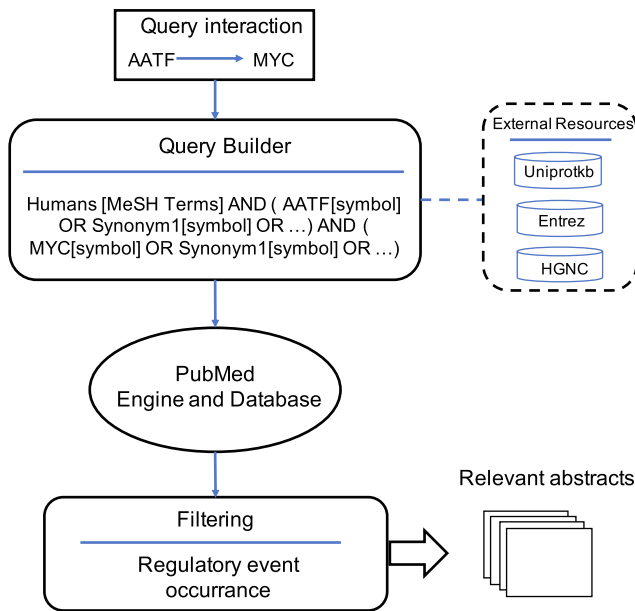 Query interaction
AATF MYC
Query Builder
Humans [MeSH Terms] AND ( AATF[symbol]
OR Synonym1[symbol] OR …) AND (
MYC[symbol] OR Synonym1[symbol] OR …)
External Resources
Uniprotkb
Entrez
HGNC
PubMed
Engine and Database
Filtering
Regulatory event
occurrance
Relevant abstracts